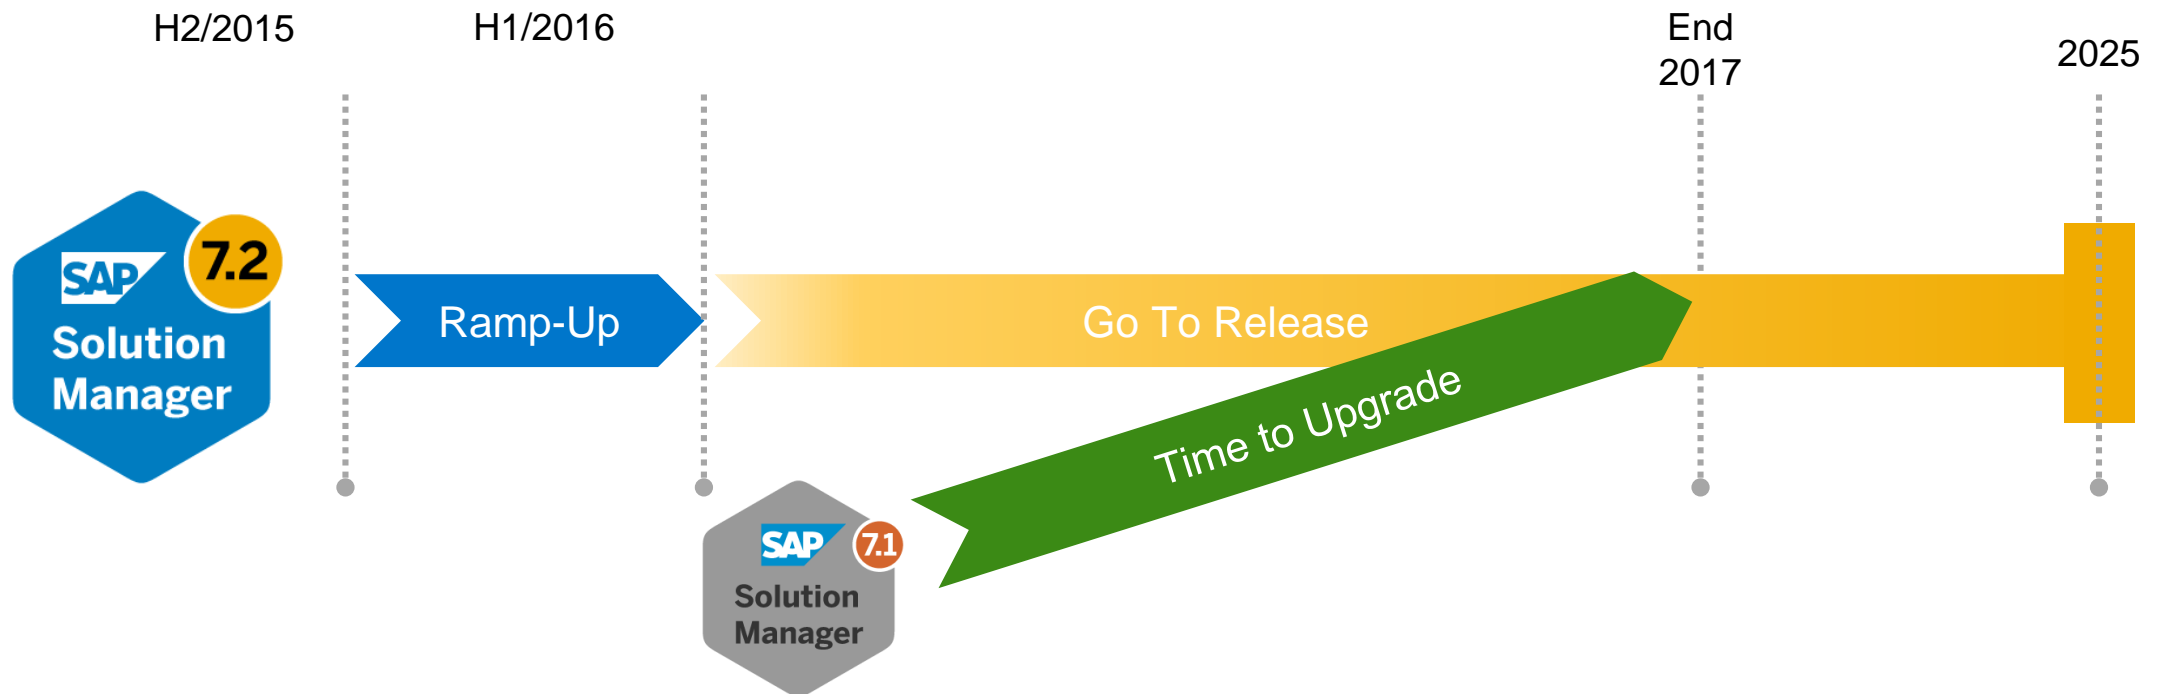 H2/2015
H1/2016
End
2017
2025
SAP
7.2
Solution
Manager
Ramp-Up
Go To Release
Time to Upgrade
SAP
7.1
Solution
Manager